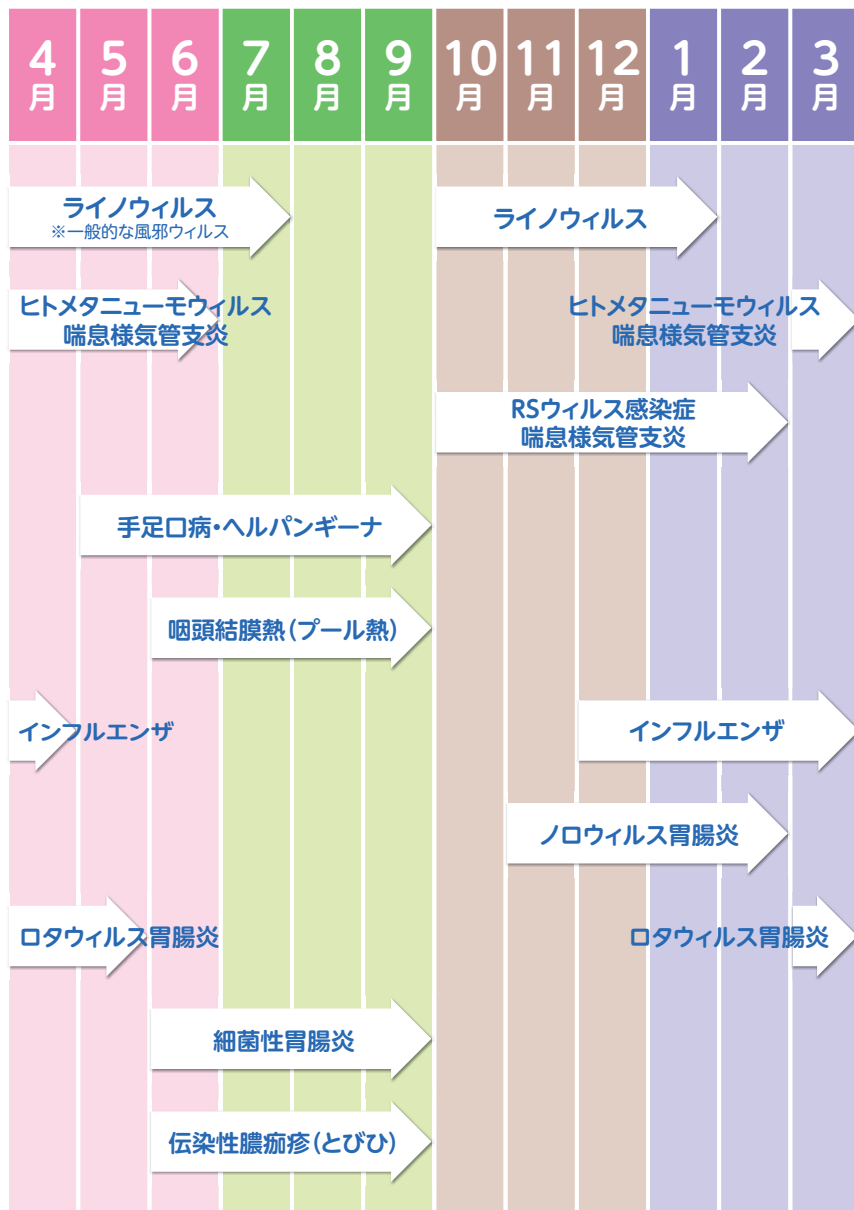 4月
5月
6月
7月
8月
9月
10月
11月
12月
1月
2月
3月
ライノウィルス
※一般的な風邪ウィルス
ライノウィルス
ヒトメタニューモウィルス
喘息様気管支炎
ヒトメタニューモウィルス
喘息様気管支炎
RSウィルス感染症
喘息様気管支炎
手足口病・ヘルパンギーナ
咽頭結膜熱(プール熱)
インフルエンザ
インフルエンザ
ノロウィルス胃腸炎
ロタウィルス胃腸炎
ロタウィルス胃腸炎
細菌性胃腸炎
伝染性膿痂疹(とびひ)